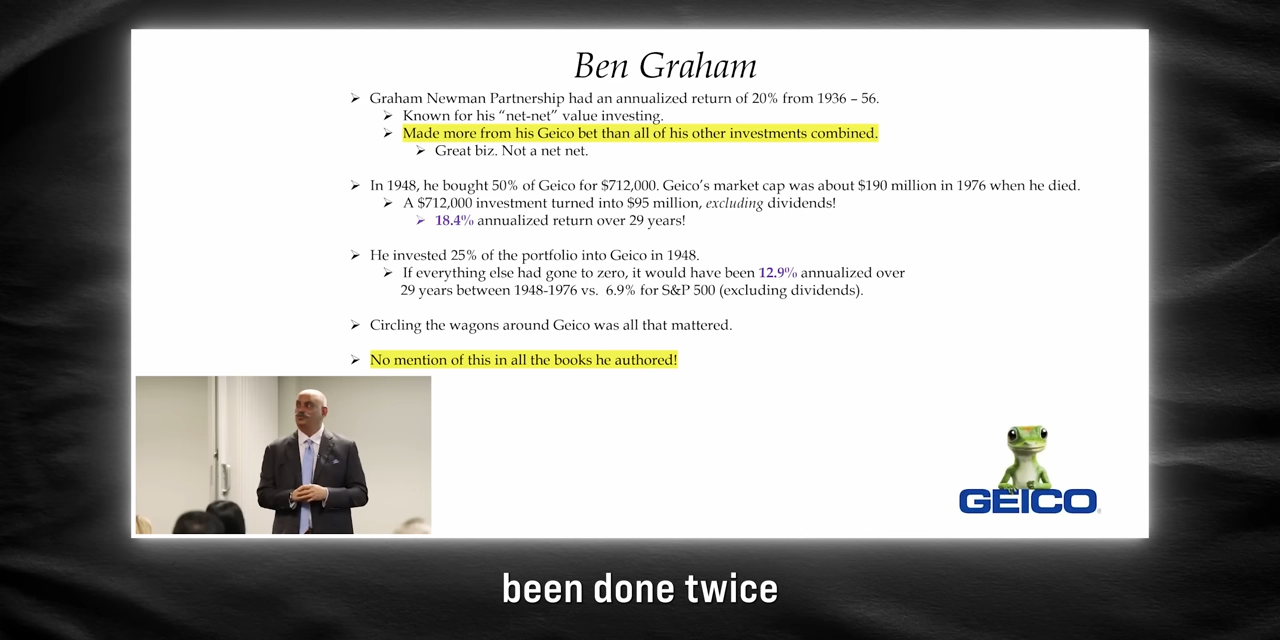 Ben Graham
➢ Graham Newman Partnership had an annualized return of 20% from 1936 – 56.
➢ Known for his “net-net” value investing.
➢ Made more from his Geico bet than all of his other investments combined.
➢ Great biz. Not a net net.
➢ In 1948, he bought 50% of Geico for $712,000. Geico’s market cap was about $190 million in 1976 when he died.
➢ A $712,000 investment turned into $95 million, excluding dividends!
➢ 18.4% annualized return over 29 years!
➢ He invested 25% of the portfolio into Geico in 1948.
➢ If everything else had gone to zero, it would have been 12.9% annualized over
29 years between 1948-1976 vs. 6.9% for S&P 500 (excluding dividends).
➢ Circling the wagons around Geico was all that mattered.
➢ No mention of this in all the books he authored!
GEICO
been done twice